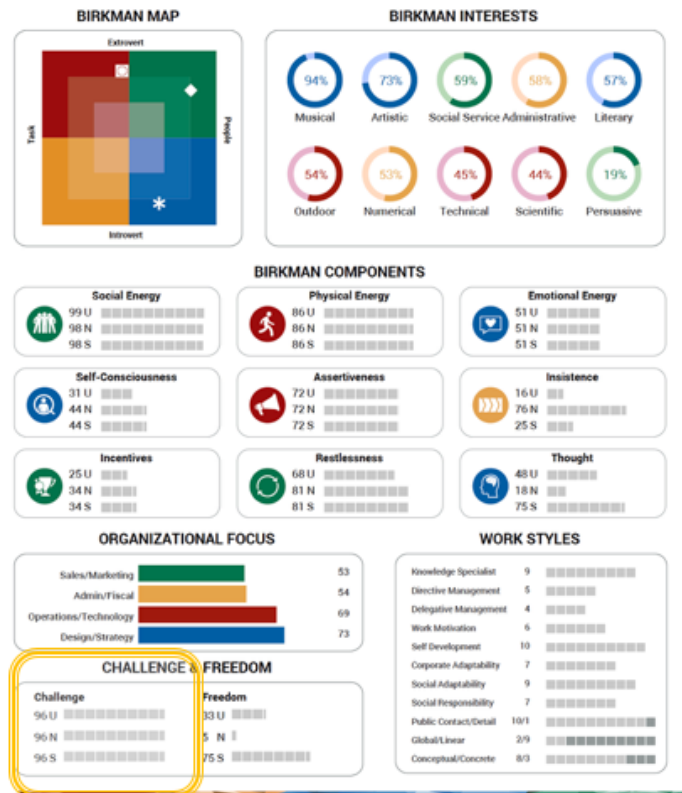 BIRKMAN MAP
Extrovert
Task
People
Introvert
BIRKMAN INTERESTS
94% 73% 59% 58% 57%
Musical Artistic Social Service Administrative Literary
54% 53% 45% 44% 19%
Outdoor Numerical Technical Scientific Persuasive
BIRKMAN COMPONENTS
Social Energy
99 U
98 N
98 S
Physical Energy
86 U
86 N
86 S
Emotional Energy
51 U
51 N
51 S
Self-Consciousness
31 U
44 N
44 S
Assertiveness
72 U
72 N
72 S
Insistence
16 U
76 N
25 S
Incentives
25 U
34 N
34 S
Restlessness
68 U
81 N
81 S
Thought
48 U
18 N
75 S
ORGANIZATIONAL FOCUS
Sales/Marketing 53
Admin/Fiscal 54
Operations/Technology 69
Design/Strategy 73
WORK STYLES
Knowledge Specialist 9
Directive Management 5
Delegative Management 4
Work Motivation 6
Self Development 10
Corporate Adaptability 7
Social Adaptability 9
Social Responsibility 7
Public Contact/Detail 10/1
Global/Linear 2/9
Conceptual/Concrete 8/3
CHALLENGE & FREEDOM
Challenge
96 U
96 N
96 S
Freedom
33 U
5 N
75 S